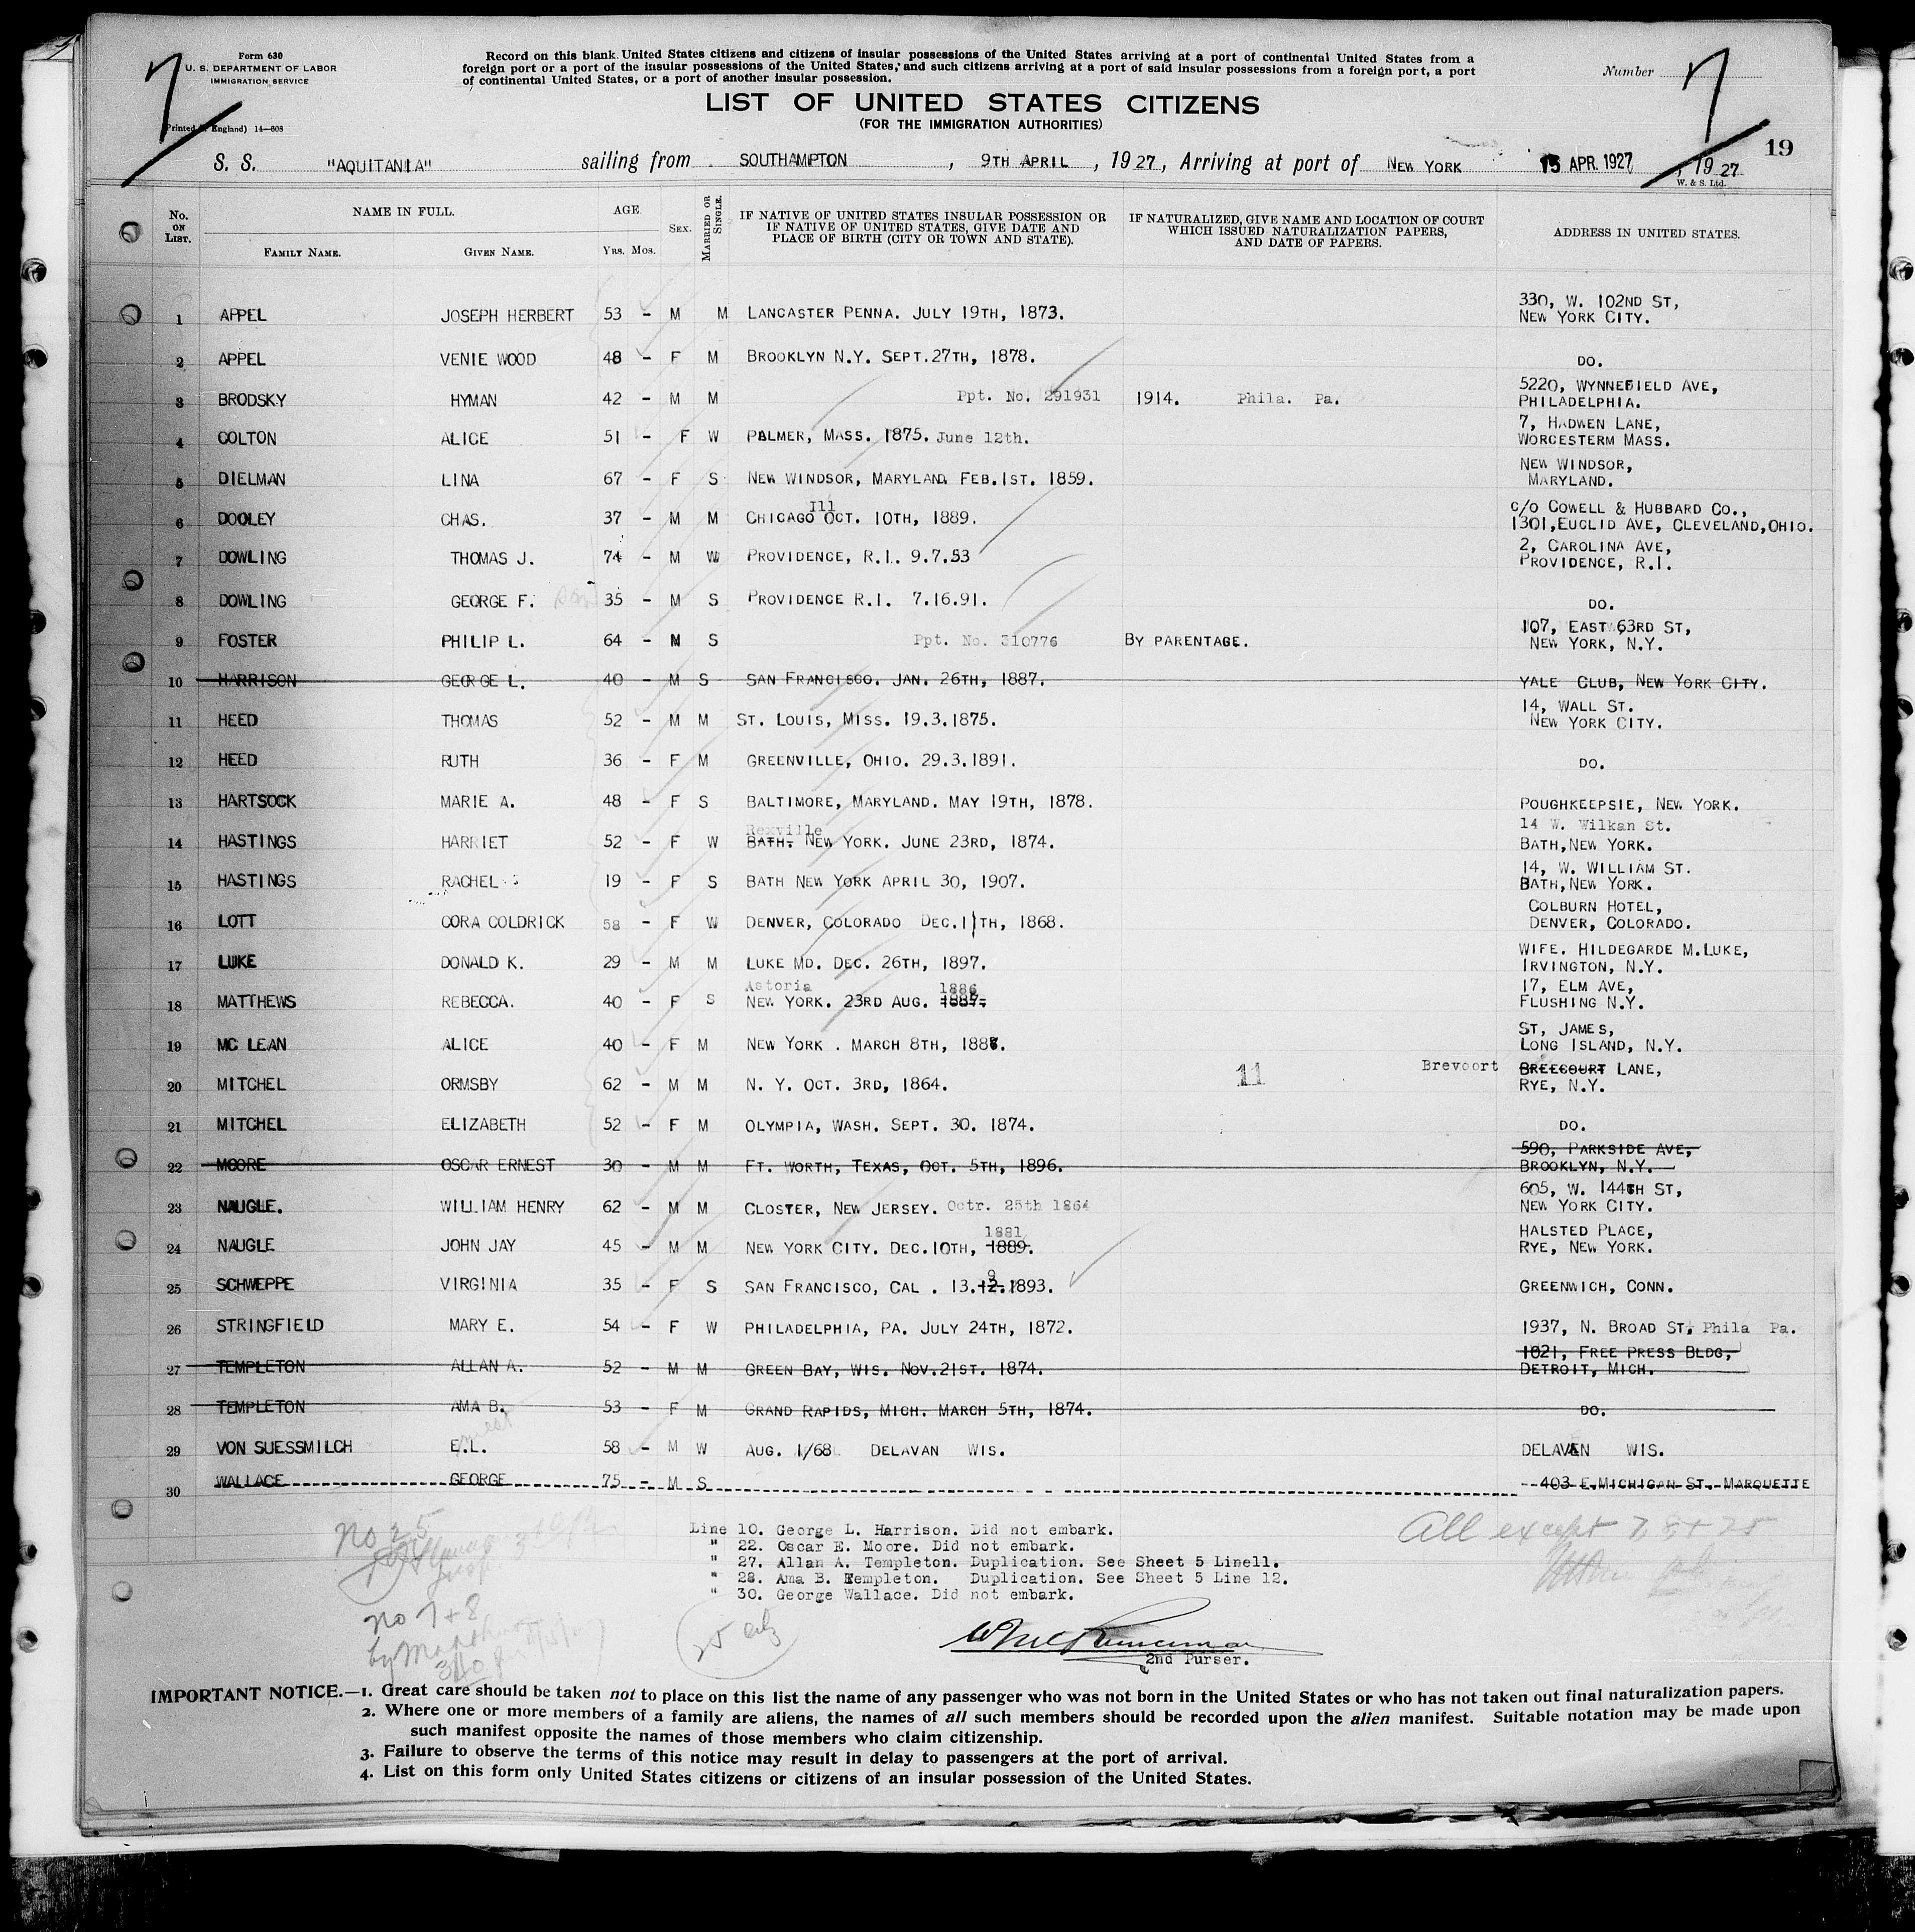 Form 630
U. S. DEPARTMENT OF LABOR
IMMIGRATION SERVICE
7
Record on this blank United States citizens and citizens of insular possessions of the United States arriving at a port of continental United States from a
foreign port or a port of the insular possessions of the United States, and such citizens arriving at a port of said insular possessions from a foreign port, a port
of continental United States, or a port of another insular possession.
Number 7
LIST OF UNITED STATES CITIZENS
(FOR THE IMMIGRATION AUTHORITIES)
Printed England) 14—608
19
S. S. "AQUITANIA" sailing from SOUTHAMPTON, 9TH APRIL, 1927, Arriving at port of NEW YORK 15 APR. 1927, 1927
W. & S. Ltd.
No. ON LIST. NAME IN FULL. FAMILY NAME. GIVEN NAME. AGE YRS. MOS. SEX. MARRIED OR SINGLE. IF NATIVE OF UNITED STATES INSULAR POSSESSION OR IF NATIVE OF UNITED STATES, GIVE DATE AND PLACE OF BIRTH (CITY OR TOWN AND STATE). IF NATURALIZED, GIVE NAME AND LOCATION OF COURT WHICH ISSUED NATURALIZATION PAPERS, AND DATE OF PAPERS. ADDRESS IN UNITED STATES.
1 APPEL JOSEPH HERBERT 53 - M M LANCASTER PENNA. JULY 19TH, 1873. 330, W. 102ND ST, NEW YORK CITY.
2 APPEL VENIE WOOD 48 - F M BROOKLYN N.Y. SEPT.27TH, 1878. DO.
3 BRODSKY HYMAN 42 - M M Ppt. No. 291931 1914. Phila. Pa. 5220, WYNNEFIELD AVE, PHILADELPHIA.
4 COLTON ALICE 51 - F W PALMER, MASS. 1875. June 12th. 7, HADWEN LANE, WORCESTERM MASS.
5 DIELMAN LINA 67 - F S NEW WINDSOR, MARYLAND FEB.1ST. 1859. NEW WINDSOR, MARYLAND.
6 DOOLEY CHAS. 37 - M M CHICAGO Ill OCT. 10TH, 1889. C/O COWELL & HUBBARD CO., 1301,EUCLID AVE, CLEVELAND,OHIO.
7 DOWLING THOMAS J. 74 - M W PROVIDENCE, R.I. 9.7.53 2, CAROLINA AVE, PROVIDENCE, R.I.
8 DOWLING GEORGE F. 35 - M S PROVIDENCE R.I. 7.16.91. DO.
9 FOSTER PHILIP L. 64 - M S Ppt. No. 310776 BY PARENTAGE. 107, EAST 63RD ST, NEW YORK, N.Y.
10 HARRISON GEORGE L. 40 - M S SAN FRANCISCO. JAN. 26TH, 1887. YALE CLUB, NEW YORK CITY.
11 HEED THOMAS 52 - M M ST. LOUIS, MISS. 19.3.1875. 14, WALL ST. NEW YORK CITY.
12 HEED RUTH 36 - F M GREENVILLE, OHIO. 29.3.1891. DO.
13 HARTSOCK MARIE A. 48 - F S BALTIMORE, MARYLAND. MAY 19TH, 1878. POUGHKEEPSIE, NEW YORK.
14 HASTINGS HARRIET 52 - F W Rexville BATH. NEW YORK. JUNE 23RD, 1874. 14 W. Wilkan St. BATH,NEW YORK.
15 HASTINGS RACHEL 19 - F S BATH NEW YORK APRIL 30, 1907. 14, W. WILLIAM ST. BATH,NEW YORK.
16 LOTT CORA COLDRICK 58 - F W DENVER, COLORADO DEC.11TH, 1868. COLBURN HOTEL, DENVER, COLORADO.
17 LUKE DONALD K. 29 - M M LUKE MD. DEC. 26TH, 1897. WIFE. HILDEGARDE M.LUKE, IRVINGTON, N.Y.
18 MATTHEWS REBECCA. 40 - F S Astoria NEW YORK. 23RD AUG. 1886 1887. 17, ELM AVE, FLUSHING N.Y.
19 MC LEAN ALICE 40 - F M NEW YORK . MARCH 8TH, 1887. ST, JAMES, LONG ISLAND, N.Y.
20 MITCHEL ORMSBY 62 - M M N. Y. OCT. 3RD, 1864. 11 Brevoort BREECOURT LANE, RYE, N.Y.
21 MITCHEL ELIZABETH 52 - F M OLYMPIA, WASH. SEPT. 30. 1874. DO.
22 MOORE OSCAR ERNEST 30 - M M FT. WORTH, TEXAS, OCT. 5TH, 1896. 590, PARKSIDE AVE, BROOKLYN, N.Y.
23 NAUGLE. WILLIAM HENRY 62 - M M CLOSTER, NEW JERSEY. Octr. 25th 1864 605, W. 144TH ST, NEW YORK CITY.
24 NAUGLE JOHN JAY 45 - M M NEW YORK CITY. DEC.10TH, 1881 1889. HALSTED PLACE, RYE, NEW YORK.
25 SCHWEPPE VIRGINIA 35 - F S SAN FRANCISCO, CAL . 13.12.9 1893. GREENWICH, CONN.
26 STRINGFIELD MARY E. 54 - F W PHILADELPHIA, PA. JULY 24TH, 1872. 1937, N. BROAD ST. Phila Pa.
27 TEMPLETON ALLAN A. 52 - M M GREEN BAY, WIS. NOV.21ST. 1874. 1021, FREE PRESS BLDG, DETROIT, MICH.
28 TEMPLETON AMA B. 53 - F M GRAND RAPIDS, MICH. MARCH 5TH, 1874. DO.
29 VON SUESSMILCH E.L. 58 - M W AUG. 1/68 DELAVAN WIS. DELAVAN WIS.
30 WALLACE GEORGE 75 - M S 403 E.MICHIGAN ST. MARQUETTE
Line 10. George L. Harrison. Did not embark.
" 22. Oscar E. Moore. Did not embark.
" 27. Allan A. Templeton. Duplication. See Sheet 5 Line11.
" 28. Ama B. Templeton. Duplication. See Sheet 5 Line 12.
" 30. George Wallace. Did not embark.
No 25
All except 7 8 + 25
no 7 + 8
2nd Purser.
IMPORTANT NOTICE.—1. Great care should be taken not to place on this list the name of any passenger who was not born in the United States or who has not taken out final naturalization papers.
2. Where one or more members of a family are aliens, the names of all such members should be recorded upon the alien manifest. Suitable notation may be made upon
such manifest opposite the names of those members who claim citizenship.
3. Failure to observe the terms of this notice may result in delay to passengers at the port of arrival.
4. List on this form only United States citizens or citizens of an insular possession of the United States.